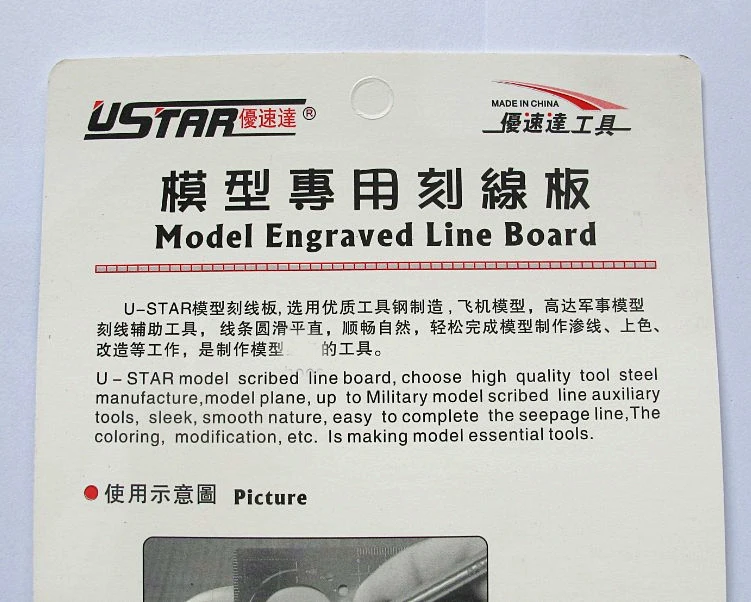 USTAR優速達®
MADE IN CHINA
優速達工具
模型專用刻線板
Model Engraved Line Board
U-STAR模型刻线板,选用优质工具钢制造,飞机模型,高达军事模型
刻线辅助工具，线条圆滑平直，顺畅自然，轻松完成模型制作渗线、上色、
改造等工作，是制作模型 的工具。
U-STAR model scribed line board, choose high quality tool steel
manufacture,model plane, up to Military model scribed line auxiliary
tools, sleek, smooth nature, easy to complete the seepage line,The
coloring, modification, etc. Is making model essential tools.
使用示意圖 Picture